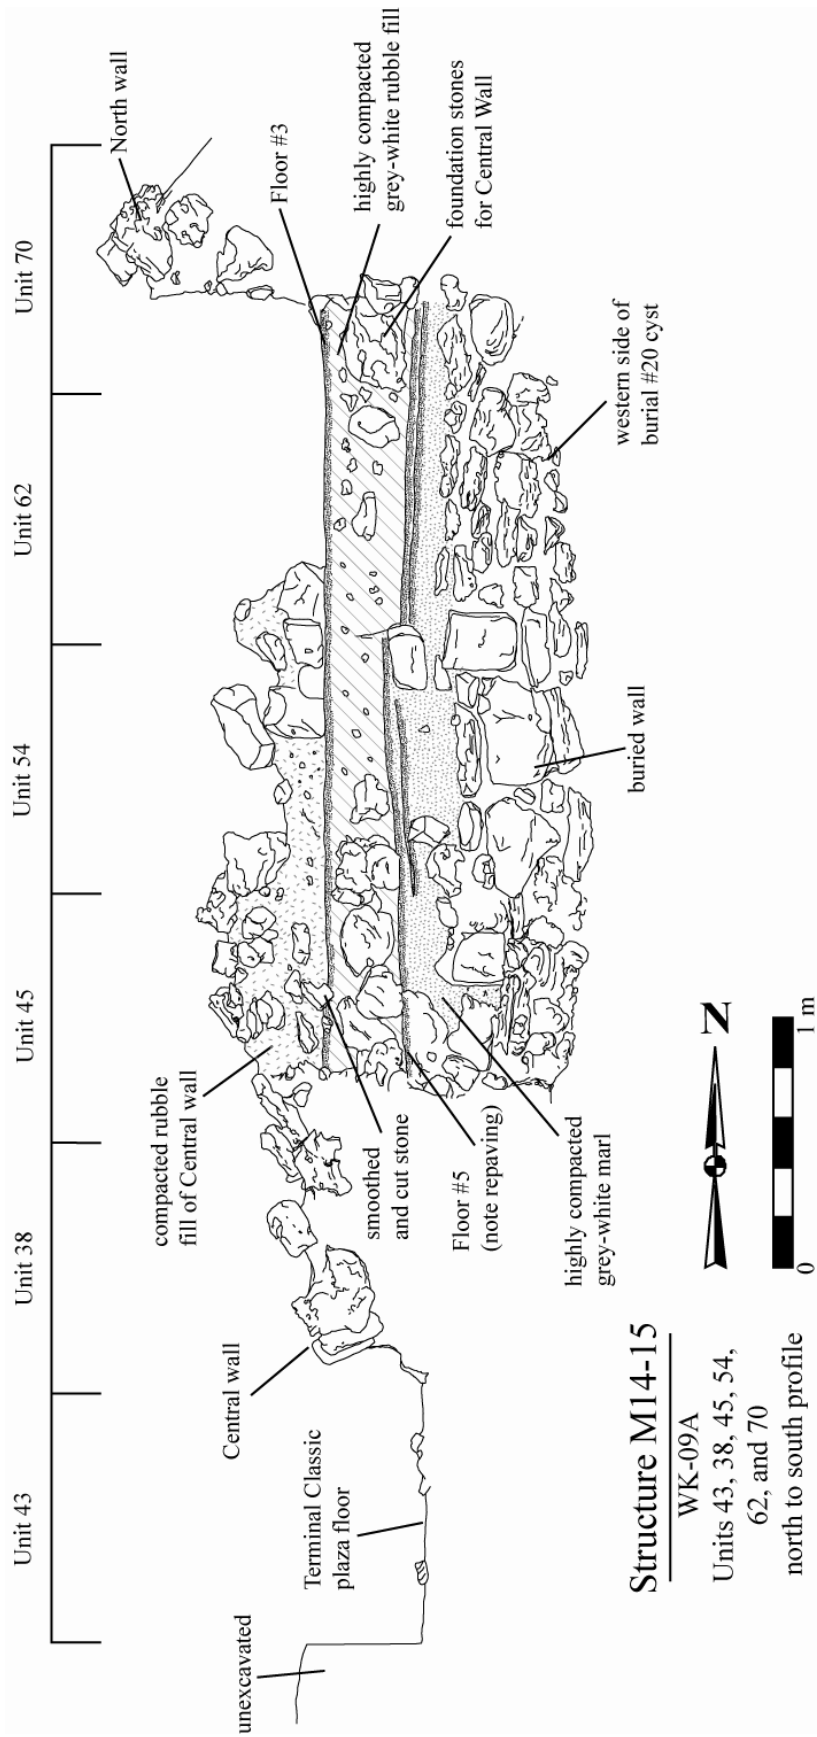 Unit 43
Unit 38
Unit 45
Unit 54
Unit 62
Unit 70
unexcavated
Terminal Classic
plaza floor
Central wall
compacted rubble
fill of Central wall
North wall
Floor #3
highly compacted
grey-white rubble fill
foundation stones
for Central Wall
smoothed
and cut stone
Floor #5
(note repaving)
highly compacted
grey-white marl
buried wall
western side of
burial #20 cyst
Structure M14-15
WK-09A
Units 43, 38, 45, 54,
62, and 70
north to south profile
N
0
1 m